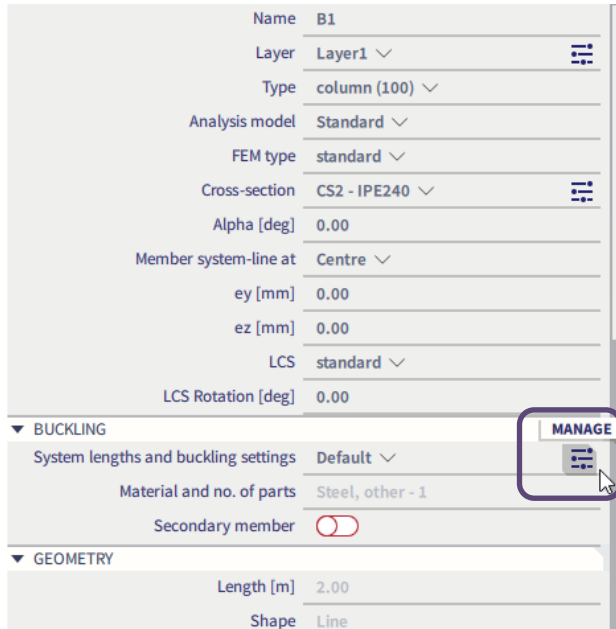 Name B1
Layer Layer1
Type column (100)
Analysis model Standard
FEM type standard
Cross-section CS2 - IPE240
Alpha [deg] 0.00
Member system-line at Centre
ey [mm] 0.00
ez [mm] 0.00
LCS standard
LCS Rotation [deg] 0.00
BUCKLING MANAGE
System lengths and buckling settings Default
Material and no. of parts Steel, other - 1
Secondary member
GEOMETRY
Length [m] 2.00
Shape Line